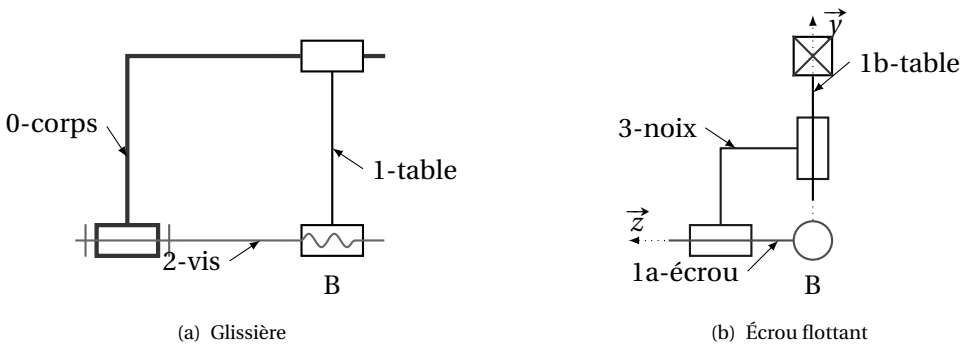 0-corps
1-table
2-vis
B
(a) Glissière
y
1b-table
3-noix
z
1a-écrou
B
(b) Écrou flottant